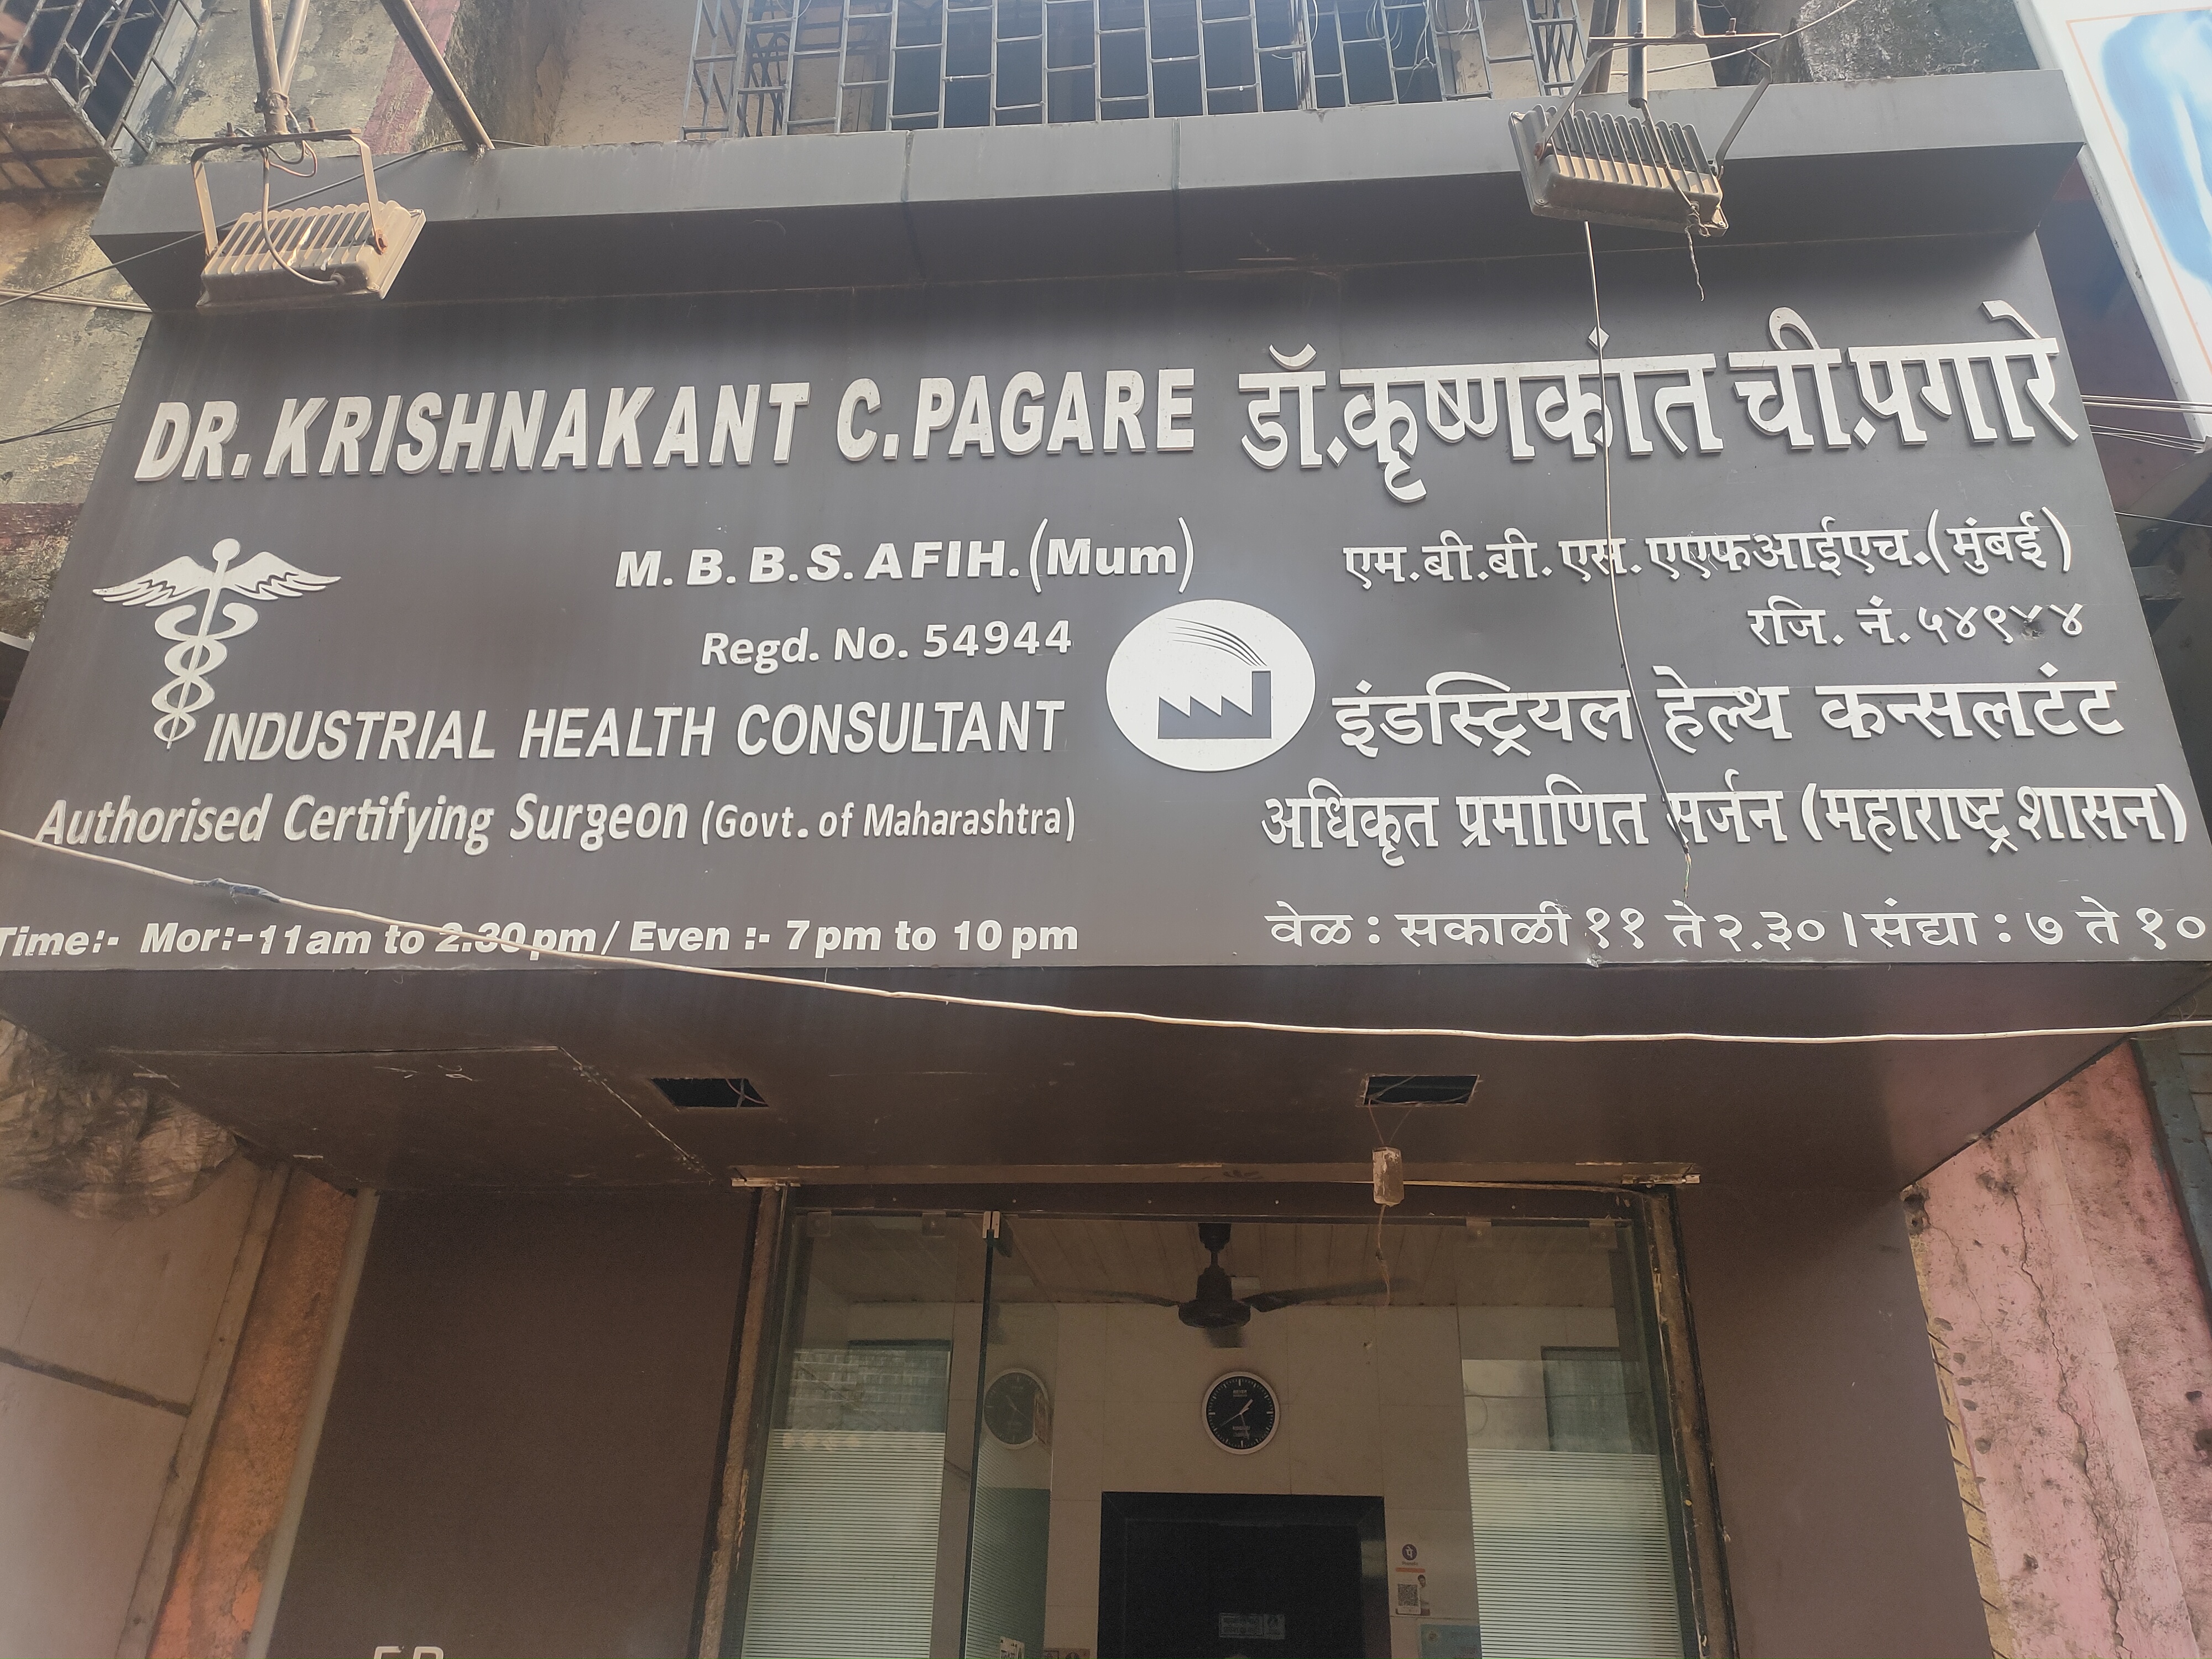 DR. KRISHNAKANT C. PAGARE
M. B. B. S. AFIH. (Mum)
Regd. No. 54944
INDUSTRIAL HEALTH CONSULTANT
Authorised Certifying Surgeon (Govt. of Maharashtra)
Time:- Mor:-11am to 2.30pm / Even :- 7pm to 10pm
डॉ.कृष्णकांत ची.पगारे
एम.बी.बी. एस. एएफआईएच.(मुंबई)
रजि. नं. ५४९४४
इंडस्ट्रियल हेल्थ कन्सलटंट
अधिकृत प्रमाणित सर्जन (महाराष्ट्र शासन)
वेळ : सकाळी ११ ते २.३० । संद्या : ७ ते १०